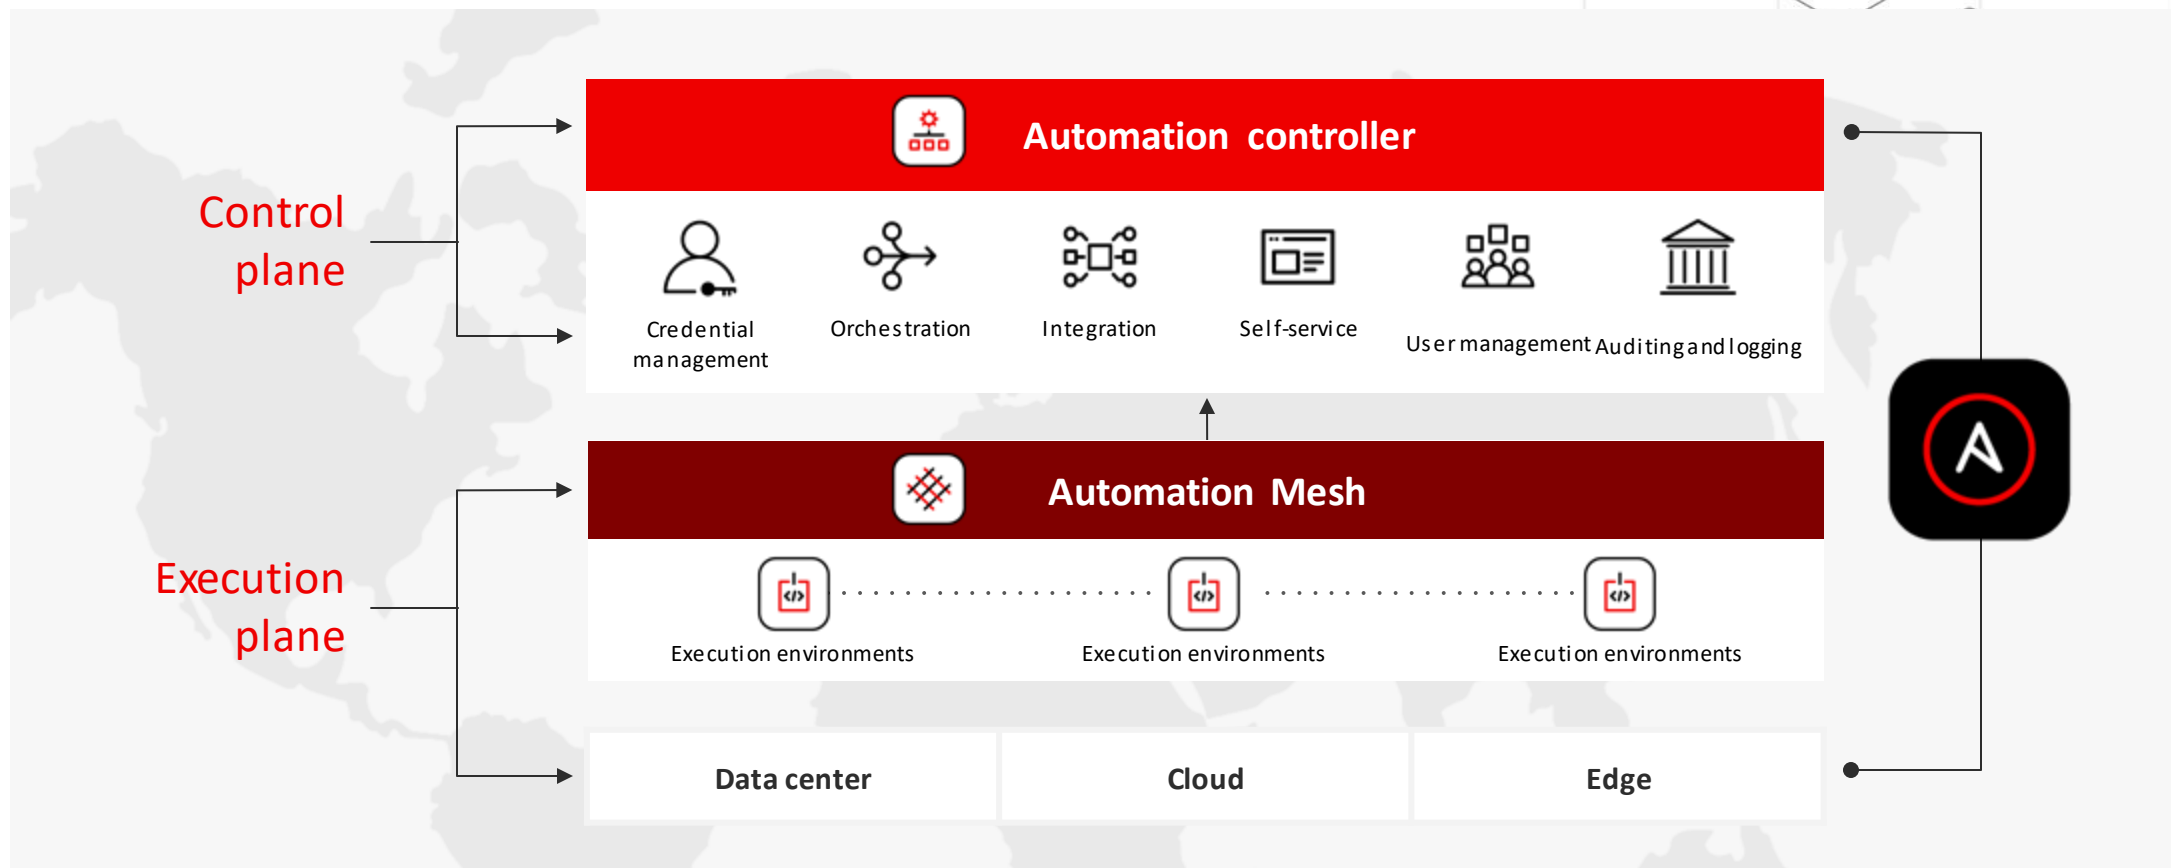 Automation controller
Control
plane
Credential
management
Orchestration
Integration
Self-service
User management
Auditing and logging
Automation Mesh
Execution
plane
Execution environments
Execution environments
Execution environments
Data center
Cloud
Edge